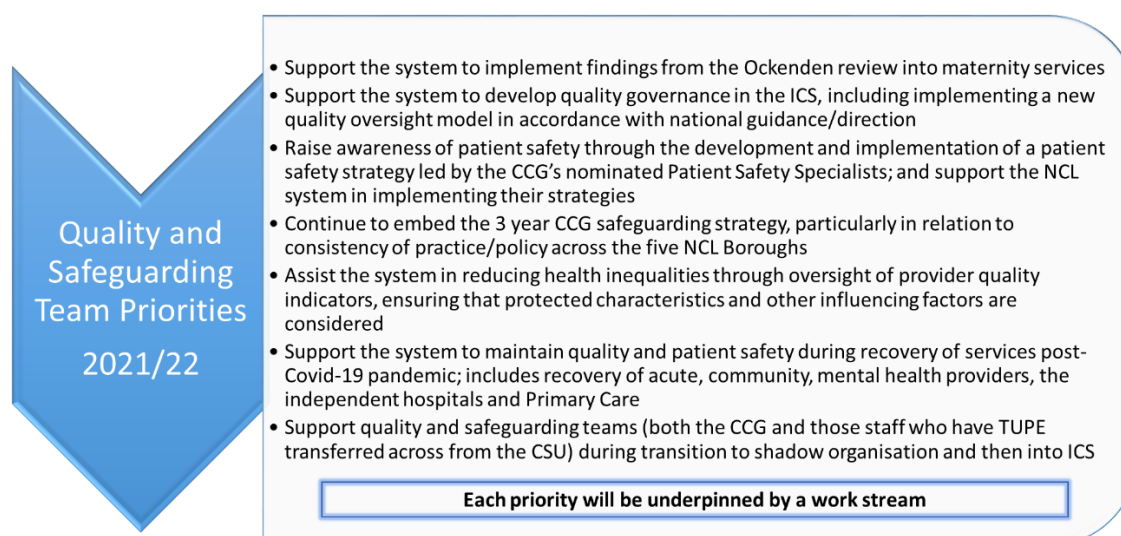 Quality and
Safeguarding
Team Priorities
2021/22
• Support the system to implement findings from the Ockenden review into maternity services
• Support the system to develop quality governance in the ICS, including implementing a new
quality oversight model in accordance with national guidance/direction
• Raise awareness of patient safety through the development and implementation of a patient
safety strategy led by the CCG’s nominated Patient Safety Specialists; and support the NCL
system in implementing their strategies
• Continue to embed the 3 year CCG safeguarding strategy, particularly in relation to
consistency of practice/policy across the five NCL Boroughs
• Assist the system in reducing health inequalities through oversight of provider quality
indicators, ensuring that protected characteristics and other influencing factors are
considered
• Support the system to maintain quality and patient safety during recovery of services post-
Covid-19 pandemic; includes recovery of acute, community, mental health providers, the
independent hospitals and Primary Care
• Support quality and safeguarding teams (both the CCG and those staff who have TUPE
transferred across from the CSU) during transition to shadow organisation and then into ICS
Each priority will be underpinned by a work stream